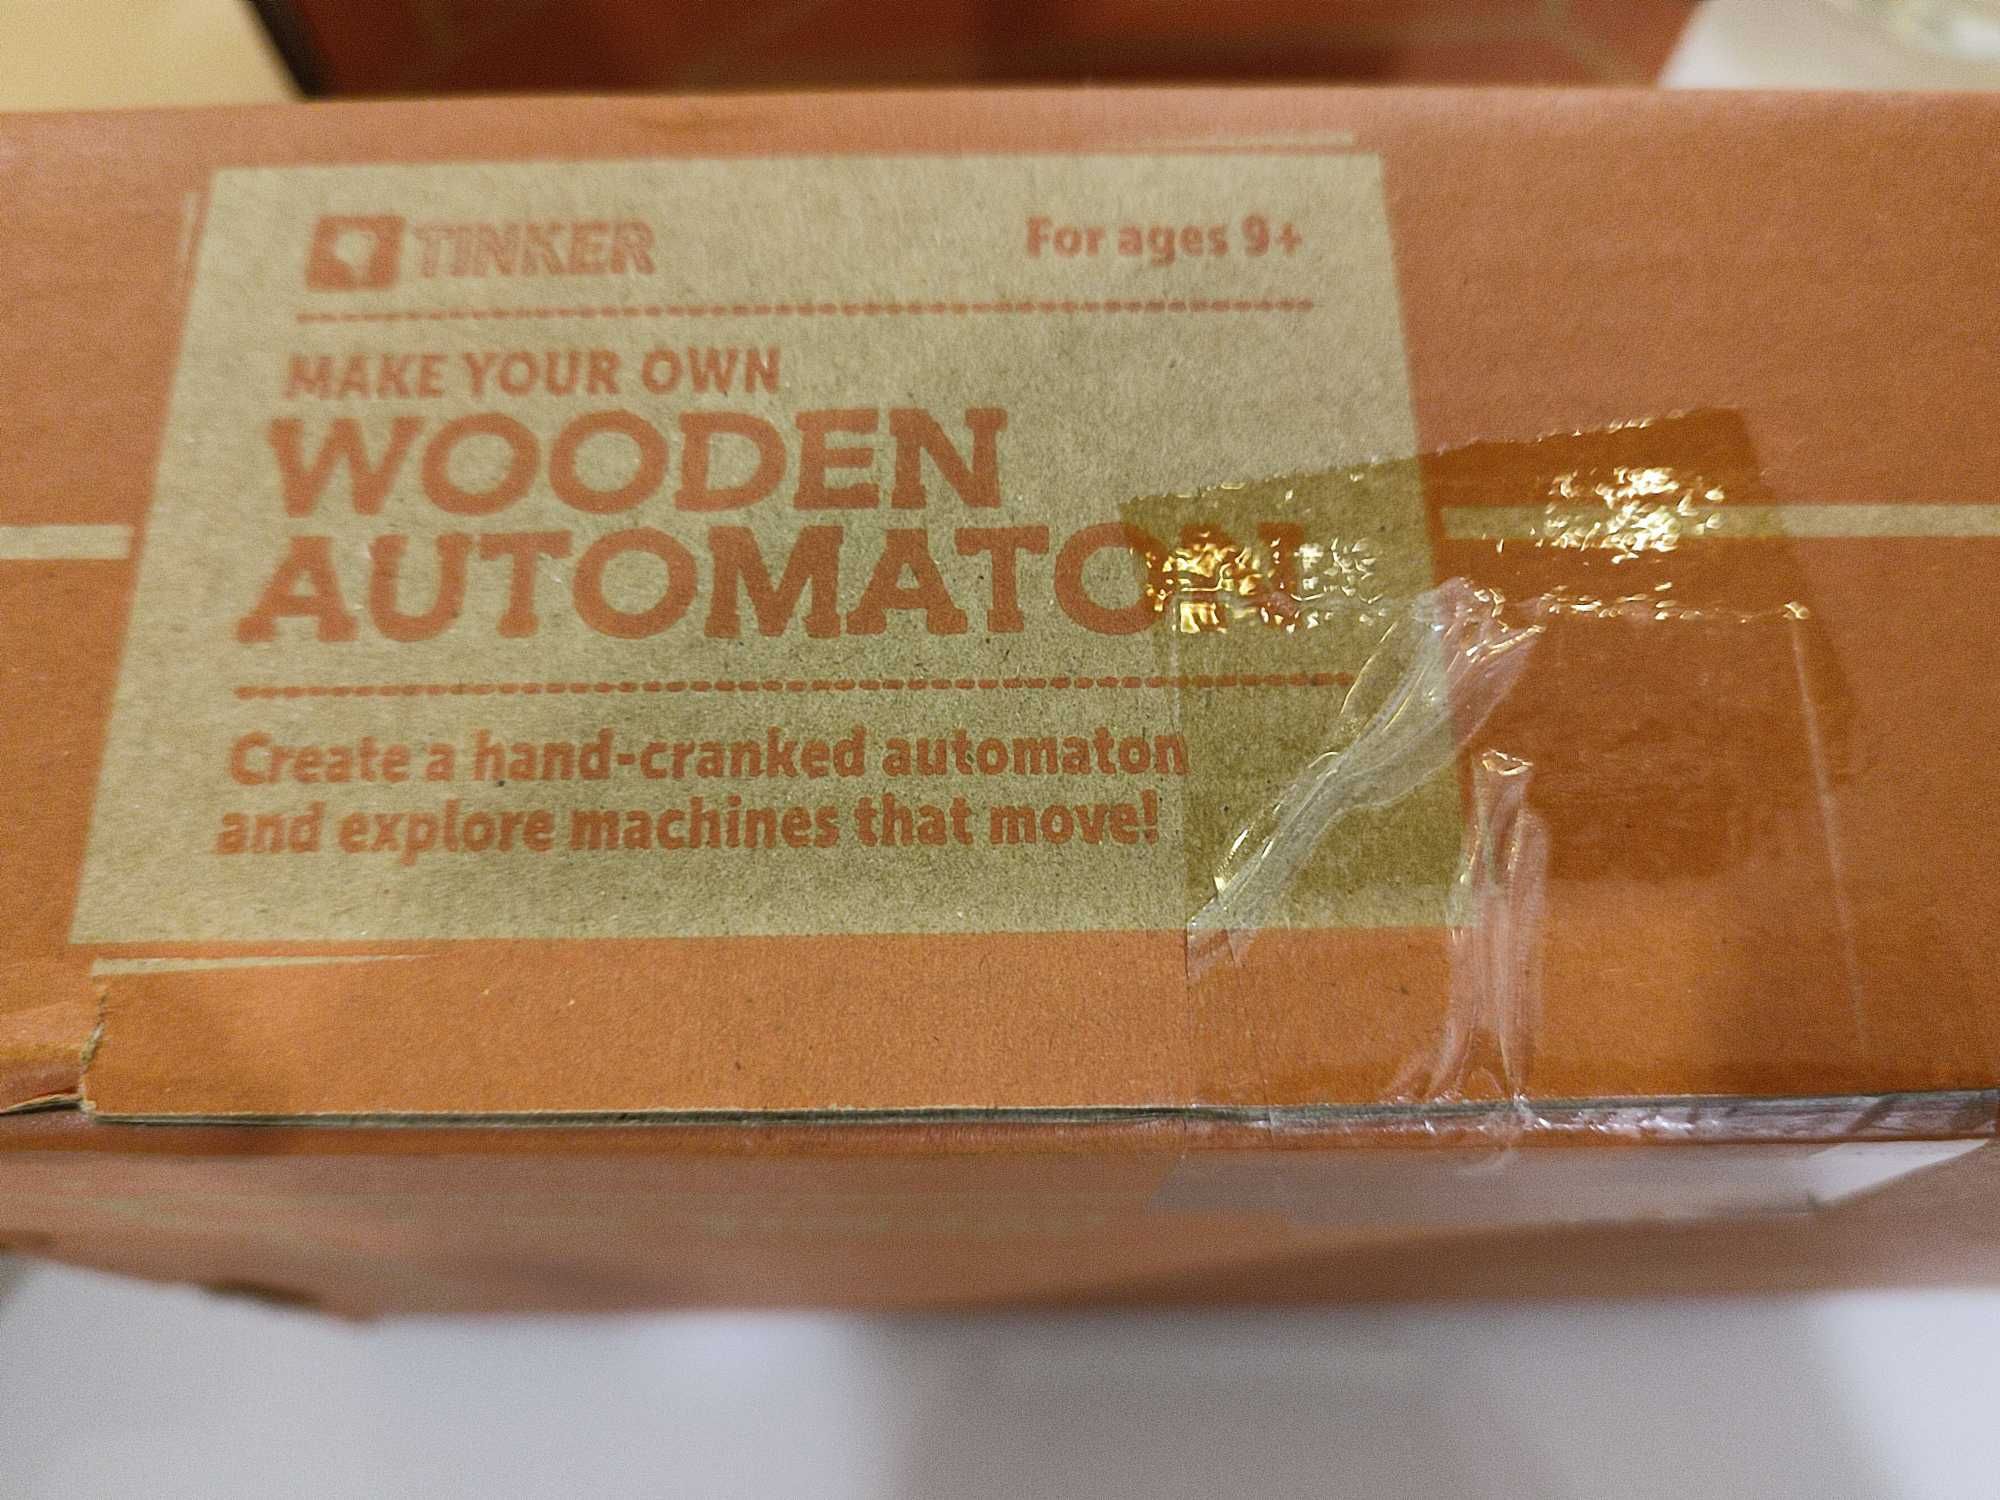 TINKER
For ages 9+
MAKE YOUR OWN
WOODEN
AUTOMATON
Create a hand-cranked automaton
and explore machines that move!